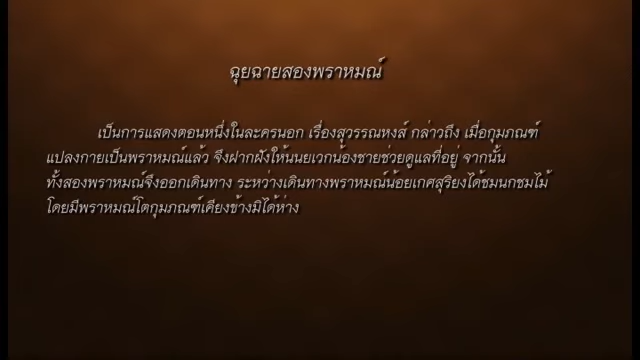 ฉุยฉายสองพราหมณ์
เป็นการแสดงตอนหนึ่งในละครนอก เรื่องสุวรรณหงส์ กล่าวถึง เมื่อกุมภณฑ์
แปลงกายเป็นพราหมณ์แล้ว จึงฝากฝังให้นนยเวกน้องชายช่วยดูแลที่อยู่ จากนั้น
ทั้งสองพราหมณ์จึงออกเดินทาง ระหว่างเดินทางพราหมณ์น้อยเกศสุริยงได้ชมนกชมไม้
โดยมีพราหมณ์โตกุมภณฑ์เคียงข้างมิได้ห่าง